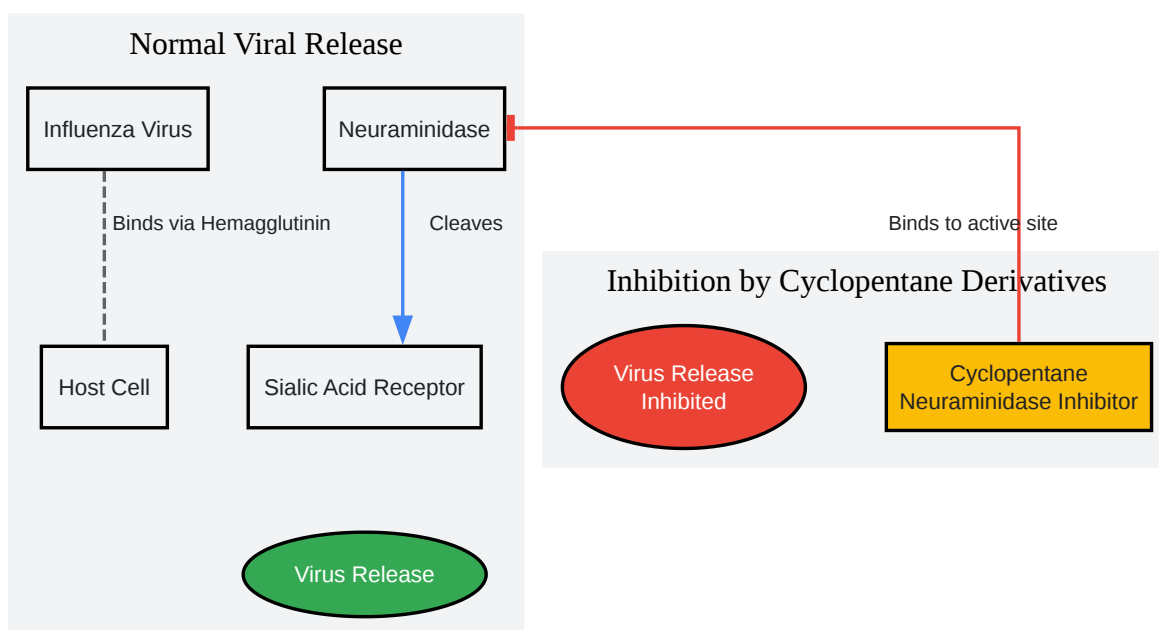 Normal Viral Release
Influenza Virus
Neuraminidase
Binds via Hemagglutinin
Cleaves
Host Cell
Sialic Acid Receptor
Virus Release
Binds to active site
Inhibition by Cyclopentane Derivatives
Virus Release
Inhibited
Cyclopentane
Neuraminidase Inhibitor